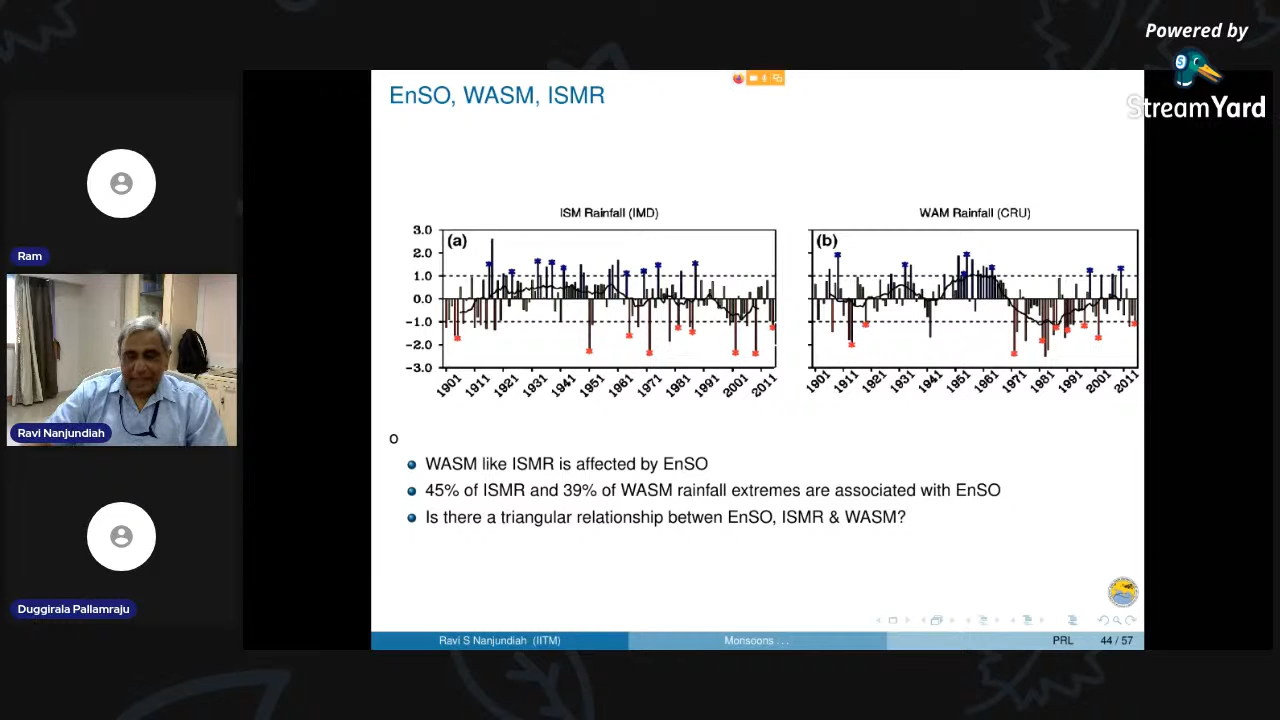 Powered by
StreamYard
Ram
Ravi Nanjundiah
Duggirala Pallamraju
EnSO, WASM, ISMR
ISM Rainfall (IMD)
(a)
3.0
2.0
1.0
0.0
-1.0
-2.0
-3.0
1901 1911 1921 1931 1941 1951 1961 1971 1981 1991 2001 2011
WAM Rainfall (CRU)
(b)
1901 1911 1921 1931 1941 1951 1961 1971 1981 1991 2001 2011
o
WASM like ISMR is affected by EnSO
45% of ISMR and 39% of WASM rainfall extremes are associated with EnSO
Is there a triangular relationship betwen EnSO, ISMR & WASM?
Ravi S Nanjundiah (IITM) Monsoons ... PRL 44 / 57